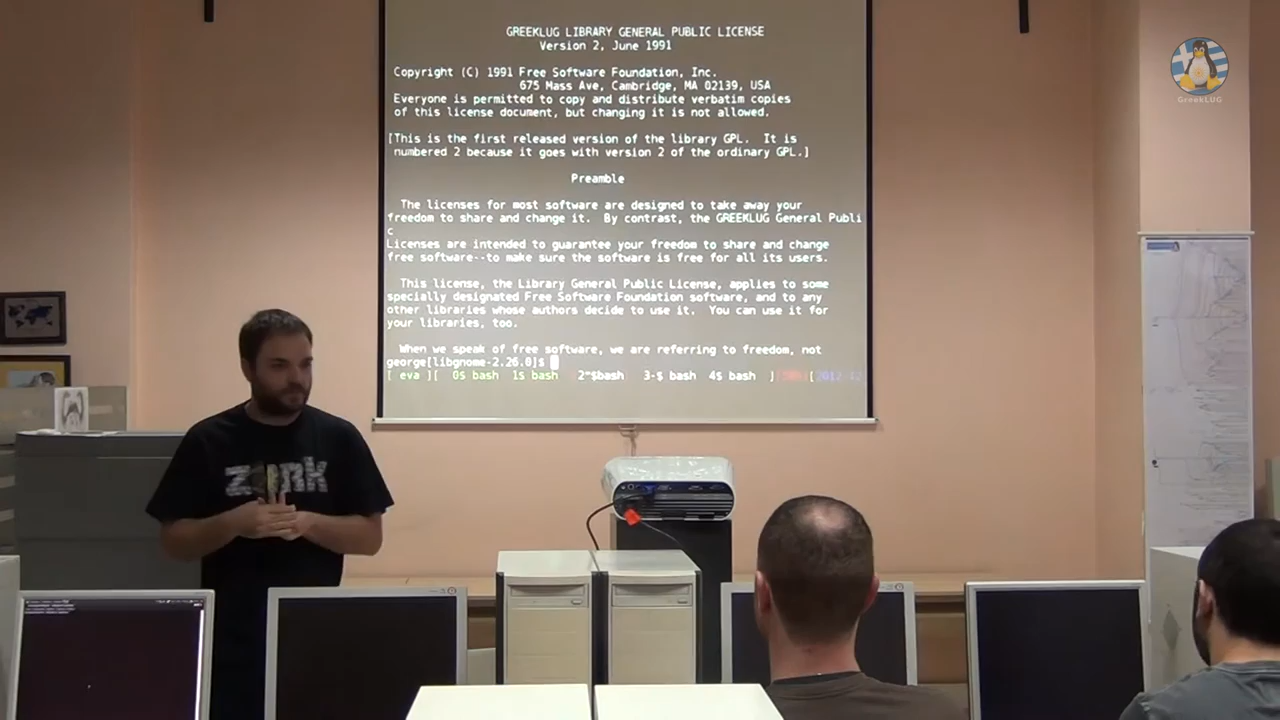 GREEKLUG LIBRARY GENERAL PUBLIC LICENSE
Version 2, June 1991
Copyright (C) 1991 Free Software Foundation, Inc.
675 Mass Ave, Cambridge, MA 02139, USA
Everyone is permitted to copy and distribute verbatim copies
of this license document, but changing it is not allowed.
[This is the first released version of the library GPL. It is
numbered 2 because it goes with version 2 of the ordinary GPL.]
Preamble
The licenses for most software are designed to take away your
freedom to share and change it. By contrast, the GREEKLUG General Publi
c
Licenses are intended to guarantee your freedom to share and change
free software--to make sure the software is free for all its users.
This license, the Library General Public License, applies to some
specially designated Free Software Foundation software, and to any
other libraries whose authors decide to use it. You can use it for
your libraries, too.
When we speak of free software, we are referring to freedom, not
george[libgnome-2.26.0]$
[ eva ][ 0$ bash 1$ bash 2*$bash 3-$ bash 4$ bash ][ 2012-12
GreekLUG